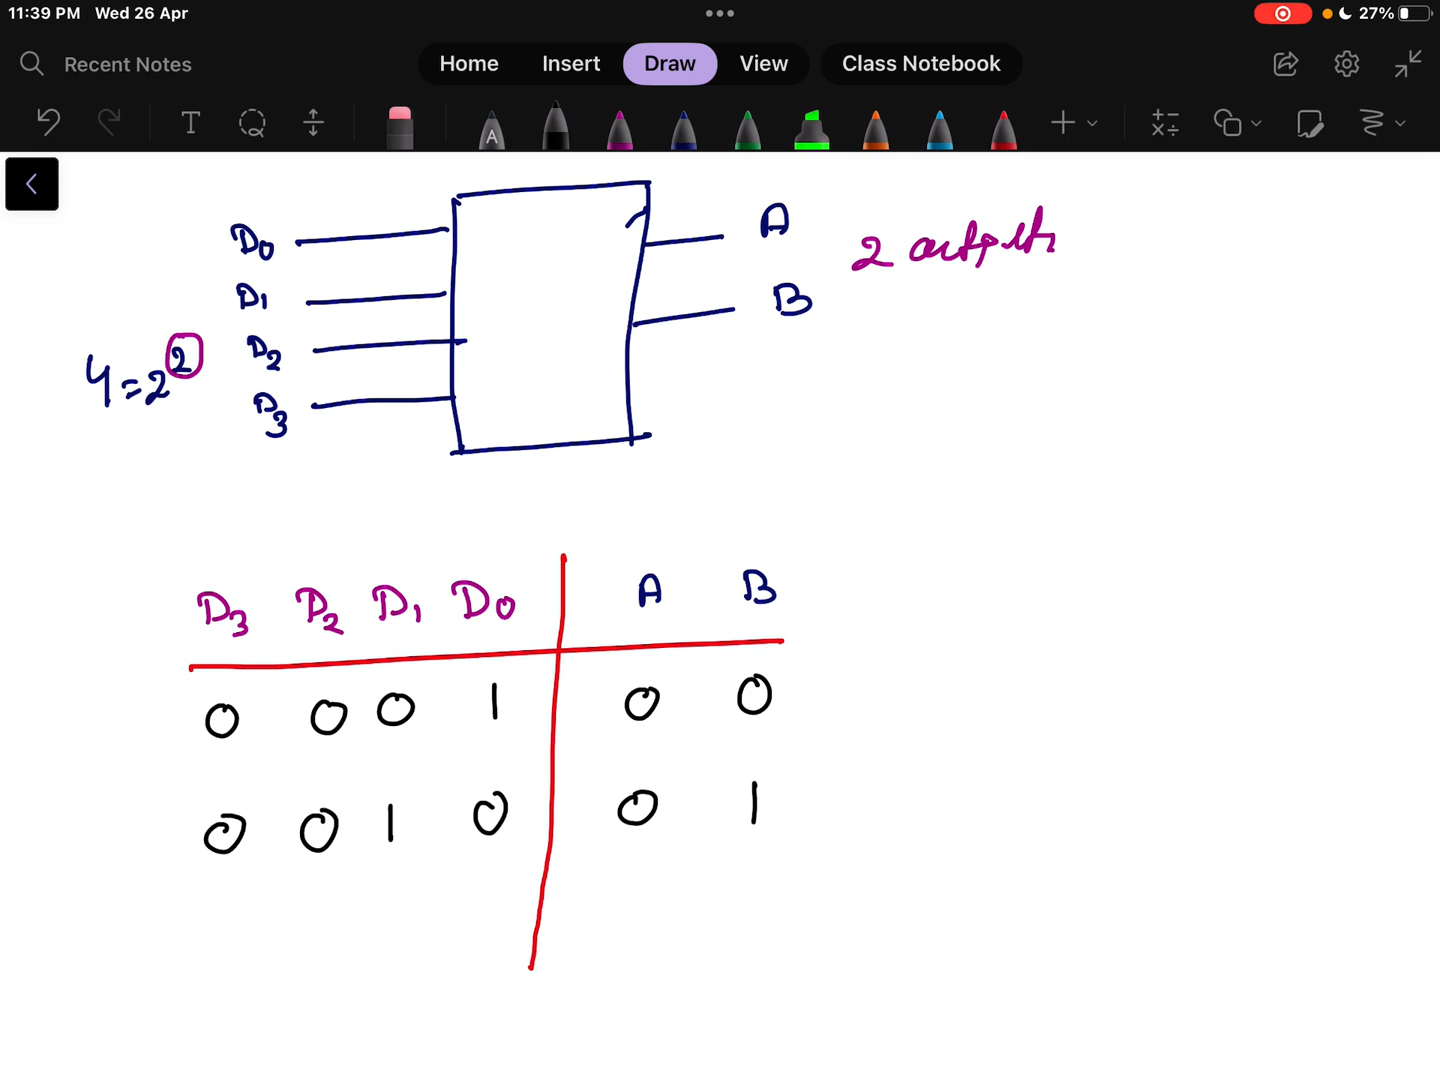 11:39 PM Wed 26 Apr
27%
Recent Notes
Home Insert Draw View Class Notebook
T
A
D0
A
2 outputs
D1
B
4=2²
D2
D3
D3 D2 D1 D0 A B
0 0 0 1 0 0
0 0 1 0 0 1